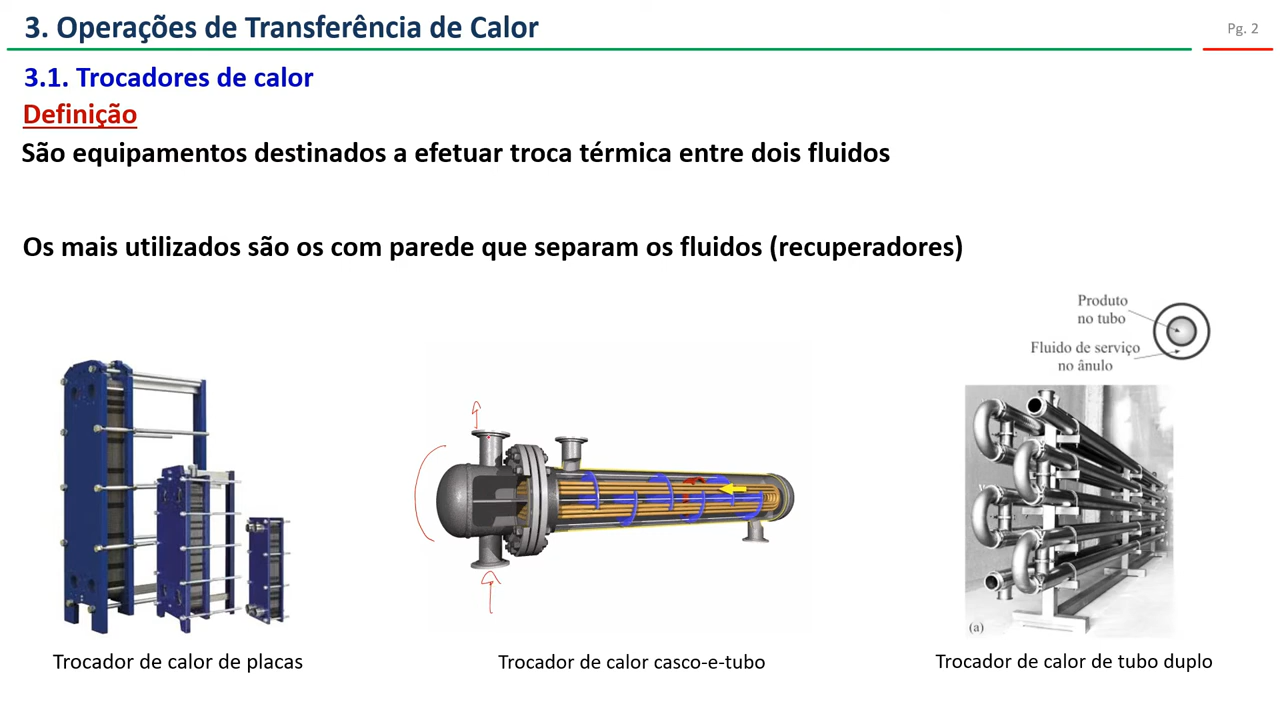 3. Operações de Transferência de Calor
Pg. 2
3.1. Trocadores de calor
Definição
São equipamentos destinados a efetuar troca térmica entre dois fluidos
Os mais utilizados são os com parede que separam os fluidos (recuperadores)
Produto
no tubo
Fluido de serviço
no ânulo
(a)
Trocador de calor de placas
Trocador de calor casco-e-tubo
Trocador de calor de tubo duplo